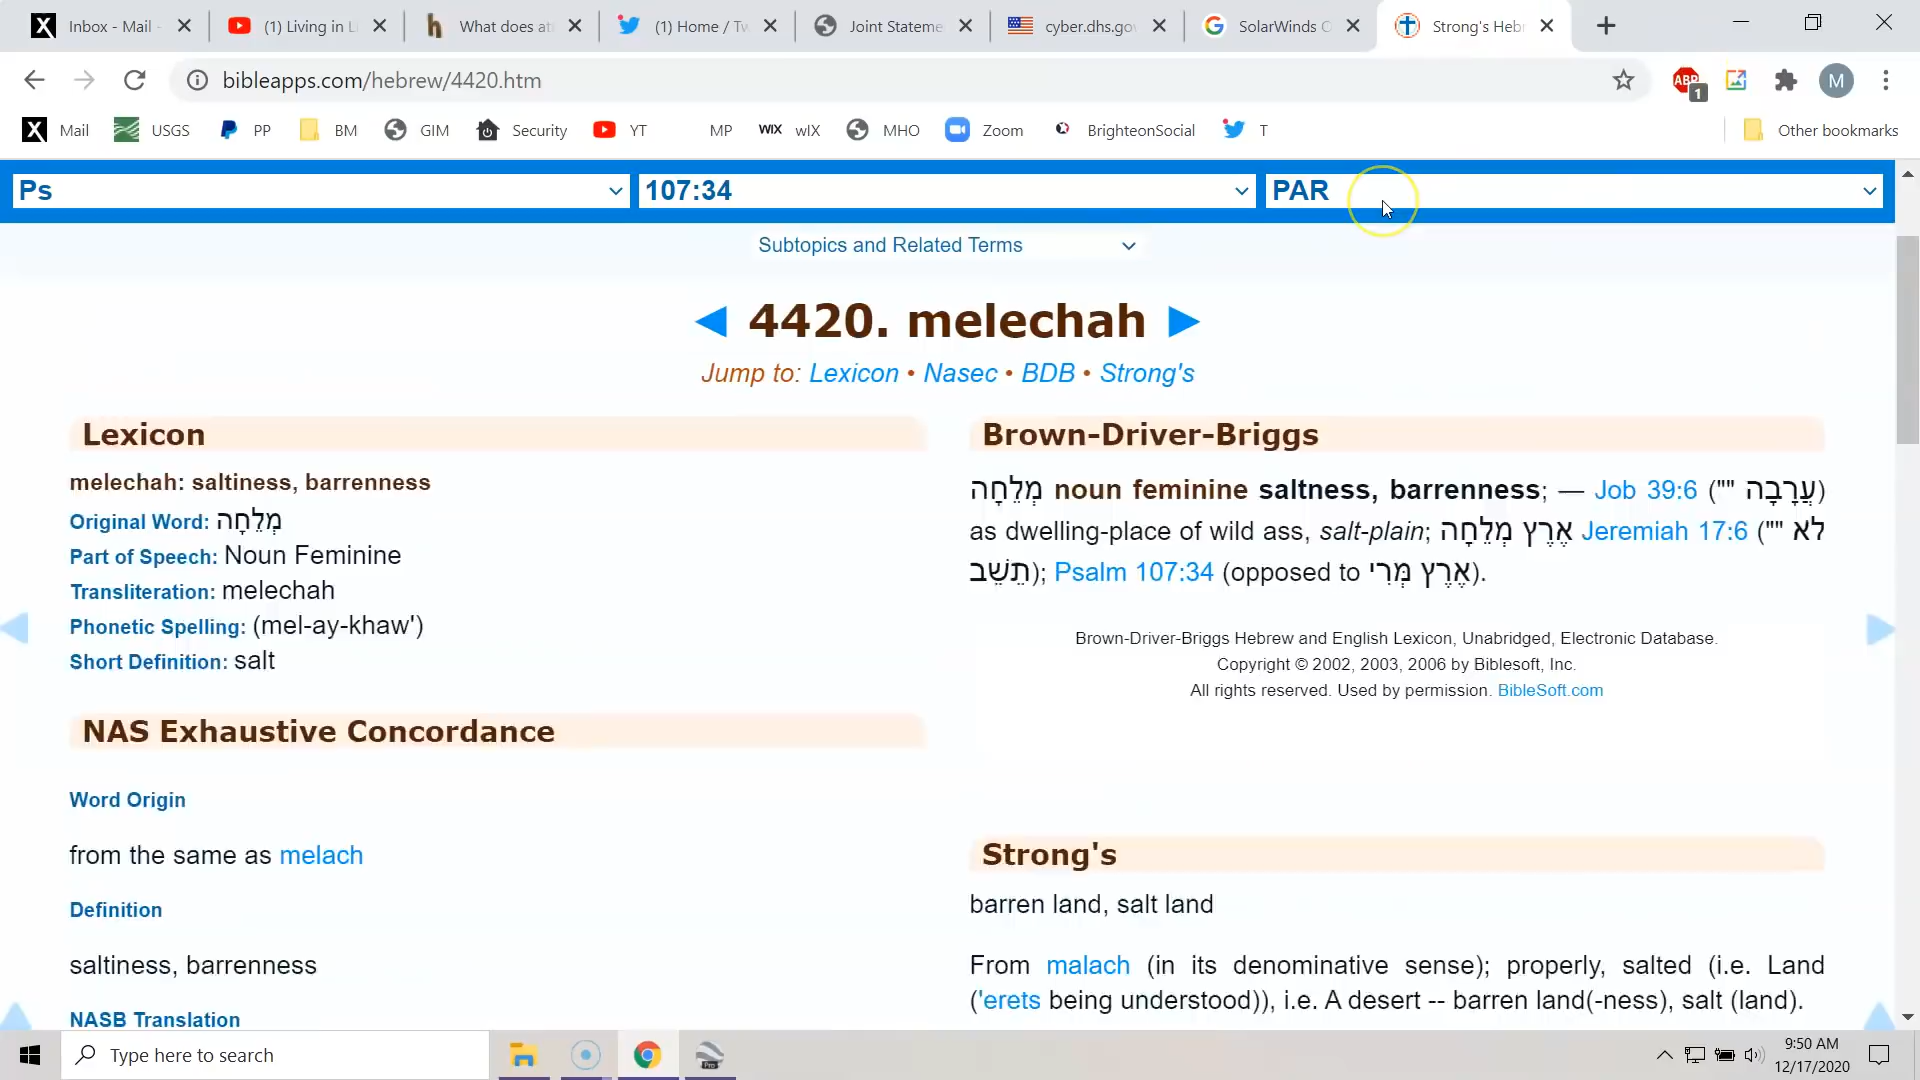 Inbox - Mail -
(1) Living in Li
What does att
(1) Home / Tw
Joint Stateme
cyber.dhs.gov
SolarWinds O
Strong's Hebr
bibleapps.com/hebrew/4420.htm
ABP
1
M
X Mail
USGS
PP
BM
GIM
Security
YT
MP
WIX wIX
MHO
Zoom
BrighteonSocial
T
Other bookmarks
Ps
107:34
PAR
Subtopics and Related Terms
4420. melechah
Jump to: Lexicon • Nasec • BDB • Strong's
Lexicon
melechah: saltiness, barrenness
Original Word: מְלֵחָה
Part of Speech: Noun Feminine
Transliteration: melechah
Phonetic Spelling: (mel-ay-khaw')
Short Definition: salt
NAS Exhaustive Concordance
Word Origin
from the same as melach
Definition
saltiness, barrenness
NASB Translation
Brown-Driver-Briggs
מְלֵחָה noun feminine saltness, barrenness; — Job 39:6 ("" עֲרָבָה)
as dwelling-place of wild ass, salt-plain; אֶרֶץ מְלֵחָה Jeremiah 17:6 ("" לֹא
תֵשֵׁב); Psalm 107:34 (opposed to אֶרֶץ מְּרִי).
Brown-Driver-Briggs Hebrew and English Lexicon, Unabridged, Electronic Database.
Copyright © 2002, 2003, 2006 by Biblesoft, Inc.
All rights reserved. Used by permission. BibleSoft.com
Strong's
barren land, salt land
From malach (in its denominative sense); properly, salted (i.e. Land
('erets being understood)), i.e. A desert -- barren land(-ness), salt (land).
Type here to search
9:50 AM
12/17/2020